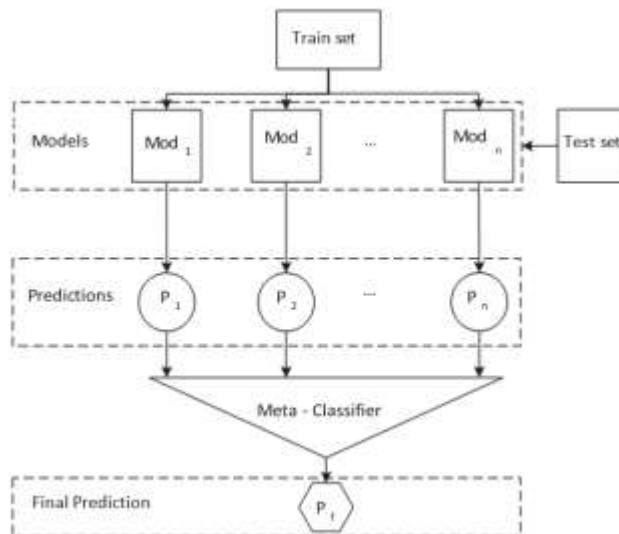 Train set
Models
Mod 1
Mod 2
...
Mod n
Test set
Predictions
P 1
P 2
...
P n
Meta - Classifier
Final Prediction
P f